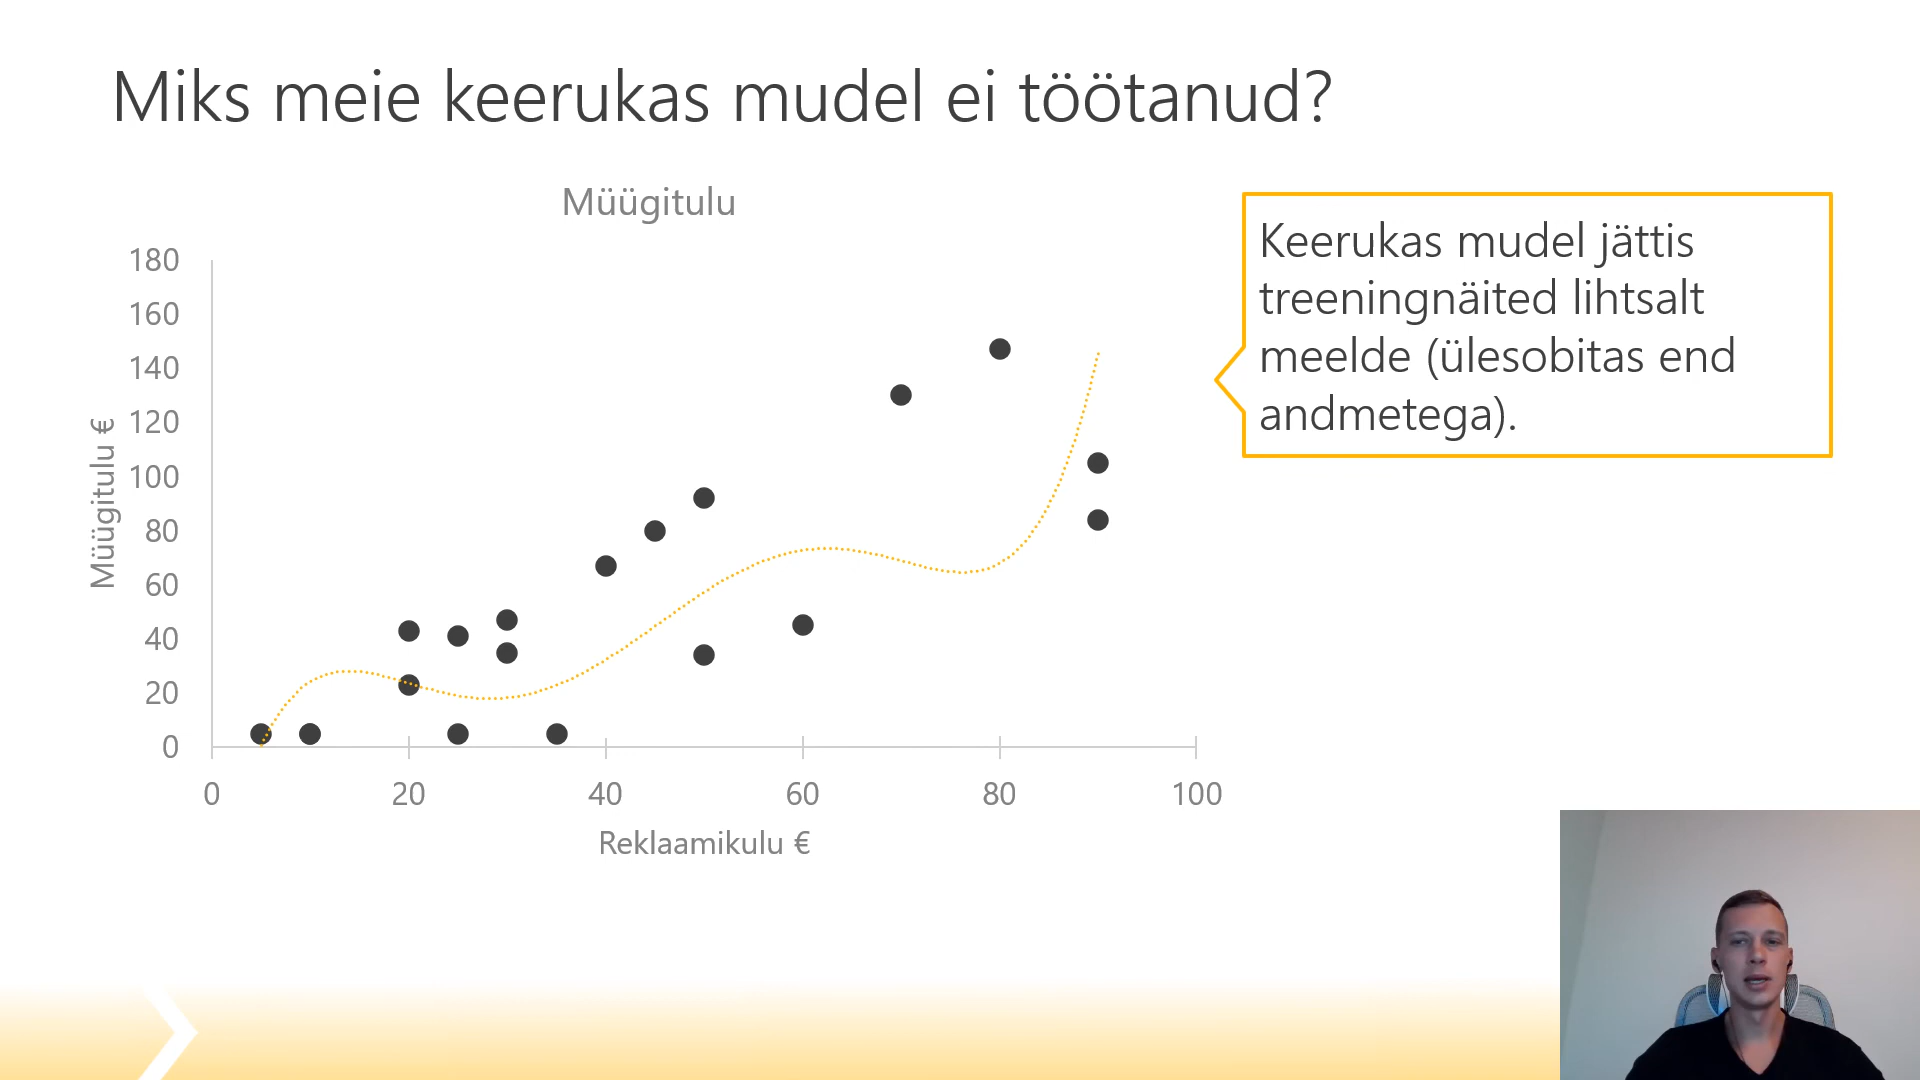 Miks meie keerukas mudel ei töötanud?
Müügitulu
Keerukas mudel jättis
treeningnäited lihtsalt
meelde (ülesobitas end
andmetega).
Müügitulu €
180
160
140
120
100
80
60
40
20
0
0 20 40 60 80 100
Reklaamikulu €